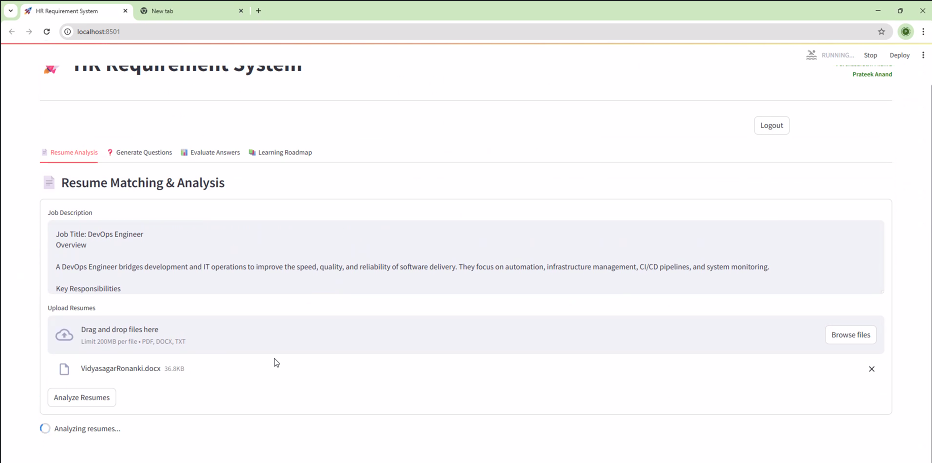 HR Requirement System
New tab
localhost:8501
RUNNING...
Stop
Deploy
HR Requirement System
Prateek Anand
Logout
Resume Analysis
Generate Questions
Evaluate Answers
Learning Roadmap
Resume Matching & Analysis
Job Description
Job Title: DevOps Engineer
Overview
A DevOps Engineer bridges development and IT operations to improve the speed, quality, and reliability of software delivery. They focus on automation, infrastructure management, CI/CD pipelines, and system monitoring.
Key Responsibilities
Upload Resumes
Drag and drop files here
Limit 200MB per file • PDF, DOCX, TXT
Browse files
VidyasagarRonanki.docx 36.8KB
Analyze Resumes
Analyzing resumes...